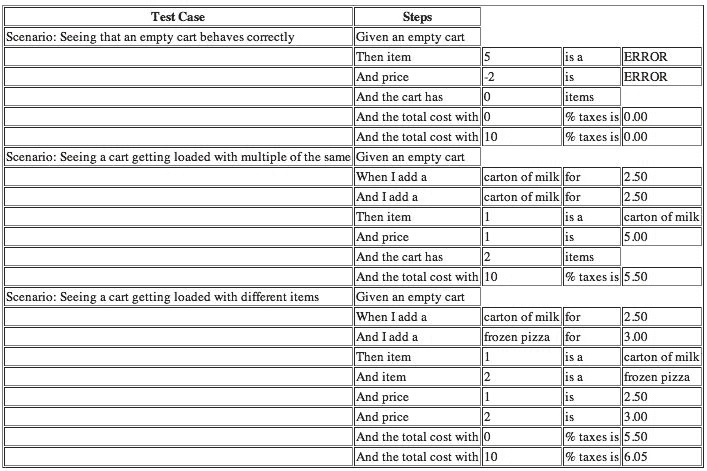 Test Case Steps
Scenario: Seeing that an empty cart behaves correctly Given an empty cart
Then item 5 is a ERROR
And price -2 is ERROR
And the cart has 0 items
And the total cost with 0 % taxes is 0.00
And the total cost with 10 % taxes is 0.00
Scenario: Seeing a cart getting loaded with multiple of the same Given an empty cart
When I add a carton of milk for 2.50
And I add a carton of milk for 2.50
Then item 1 is a carton of milk
And price 1 is 5.00
And the cart has 2 items
And the total cost with 10 % taxes is 5.50
Scenario: Seeing a cart getting loaded with different items Given an empty cart
When I add a carton of milk for 2.50
And I add a frozen pizza for 3.00
Then item 1 is a carton of milk
And item 2 is a frozen pizza
And price 1 is 2.50
And price 2 is 3.00
And the total cost with 0 % taxes is 5.50
And the total cost with 10 % taxes is 6.05